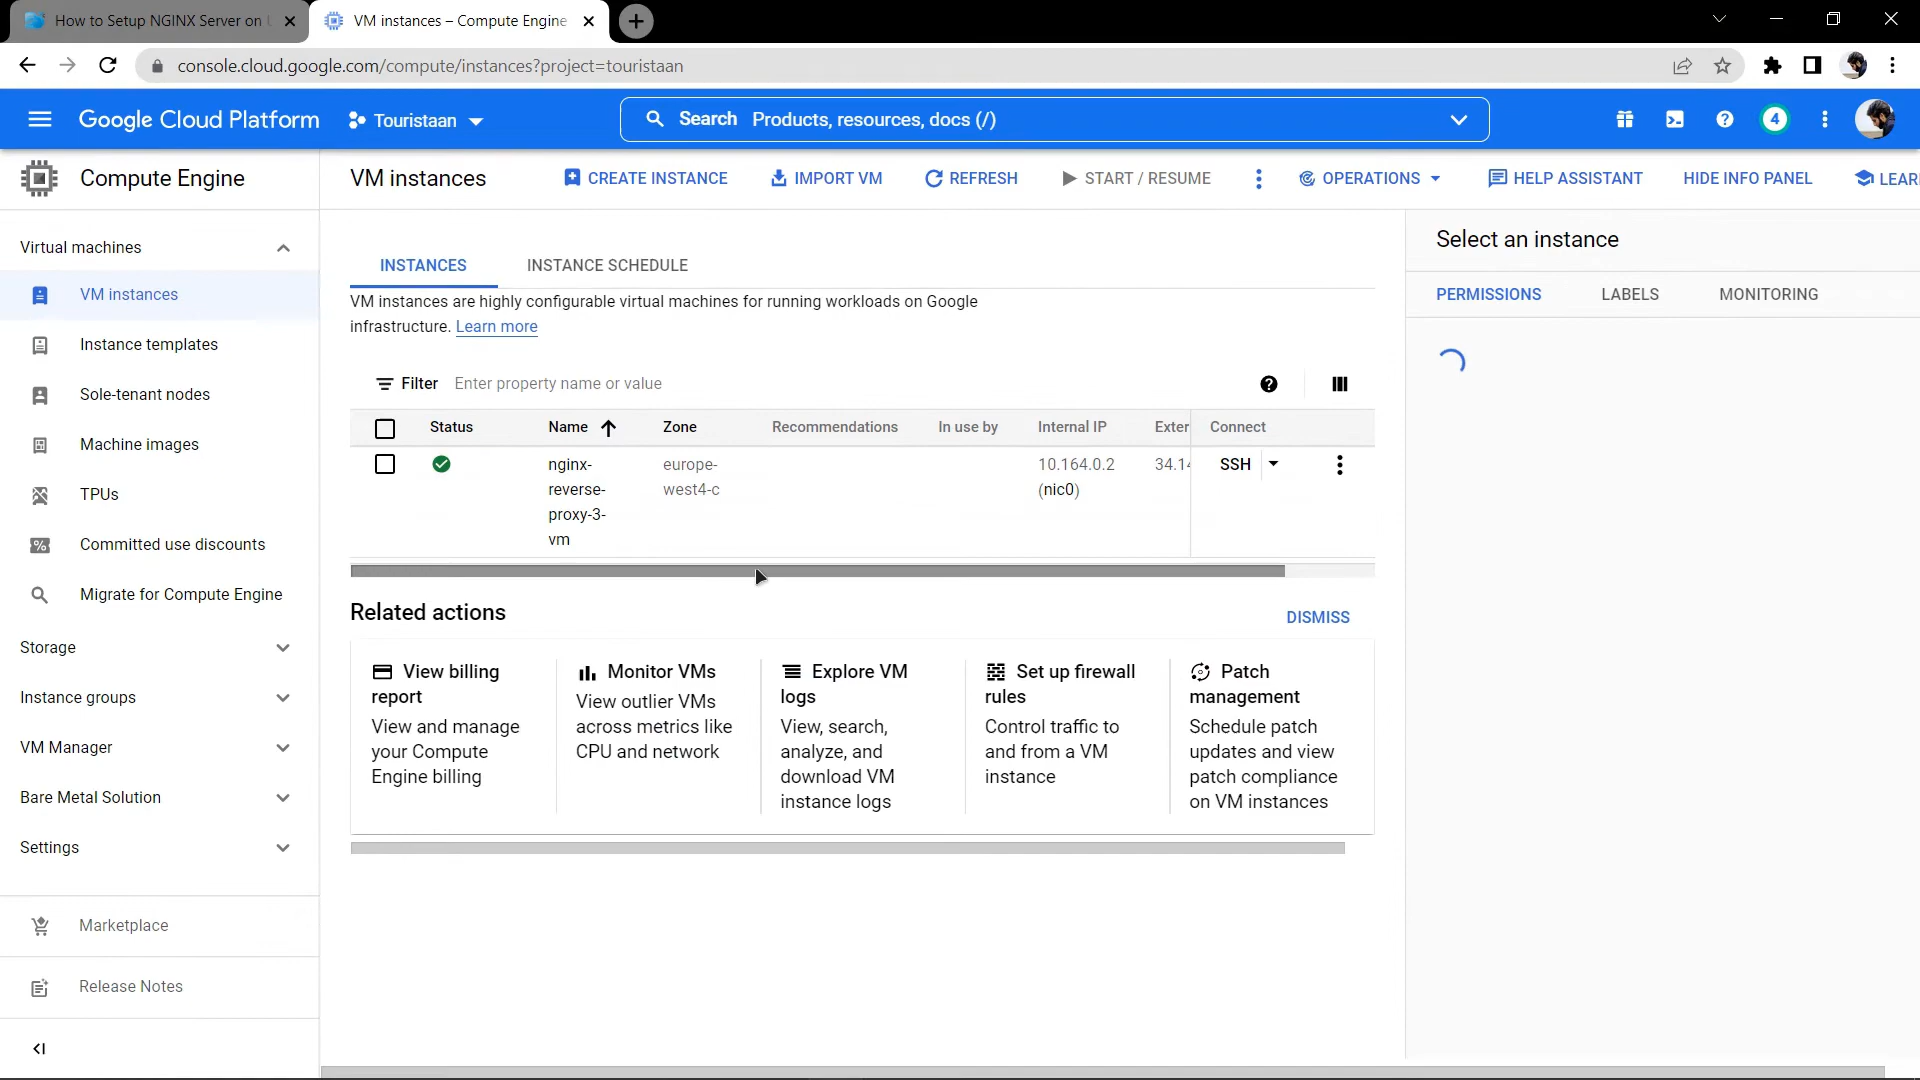 How to Setup NGINX Server on
VM instances – Compute Engine
console.cloud.google.com/compute/instances?project=touristaan
Google Cloud Platform
Touristaan
Search Products, resources, docs (/)
4
Compute Engine
VM instances
CREATE INSTANCE
IMPORT VM
REFRESH
START / RESUME
OPERATIONS
HELP ASSISTANT
HIDE INFO PANEL
LEAR
Virtual machines
VM instances
Instance templates
Sole-tenant nodes
Machine images
TPUs
Committed use discounts
Migrate for Compute Engine
Storage
Instance groups
VM Manager
Bare Metal Solution
Settings
Marketplace
Release Notes
INSTANCES
INSTANCE SCHEDULE
VM instances are highly configurable virtual machines for running workloads on Google
infrastructure. Learn more
Filter Enter property name or value
Status
Name
Zone
Recommendations
In use by
Internal IP
Exter
Connect
nginx-
reverse-
proxy-3-
vm
europe-
west4-c
10.164.0.2
(nic0)
34.14
SSH
Related actions
DISMISS
View billing
report
View and manage
your Compute
Engine billing
Monitor VMs
View outlier VMs
across metrics like
CPU and network
Explore VM
logs
View, search,
analyze, and
download VM
instance logs
Set up firewall
rules
Control traffic to
and from a VM
instance
Patch
management
Schedule patch
updates and view
patch compliance
on VM instances
Select an instance
PERMISSIONS
LABELS
MONITORING